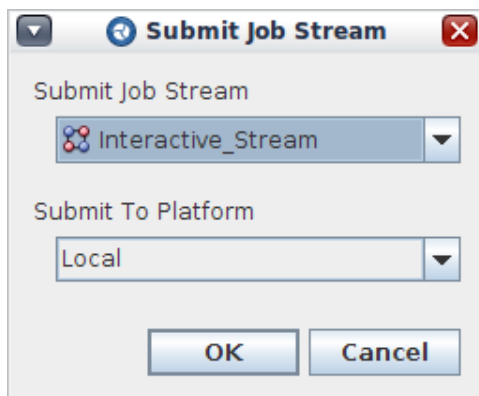 Submit Job Stream
Submit Job Stream
Interactive_Stream
Submit To Platform
Local
OK Cancel